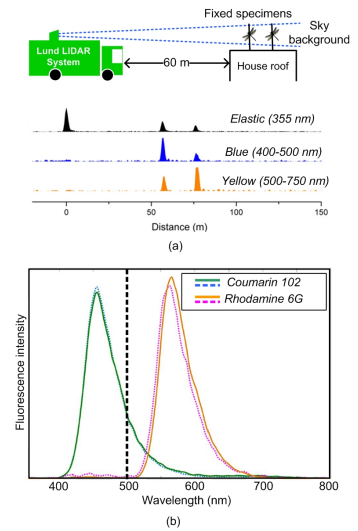 Fixed specimens
Sky
background
Lund LIDAR
System
60 m
House roof
Elastic (355 nm)
Blue (400-500 nm)
Yellow (500-750 nm)
0 50 100 150
Distance (m)
(a)
Coumarin 102
Rhodamine 6G
Fluorescence intensity
400 500 600 700 800
Wavelength (nm)
(b)